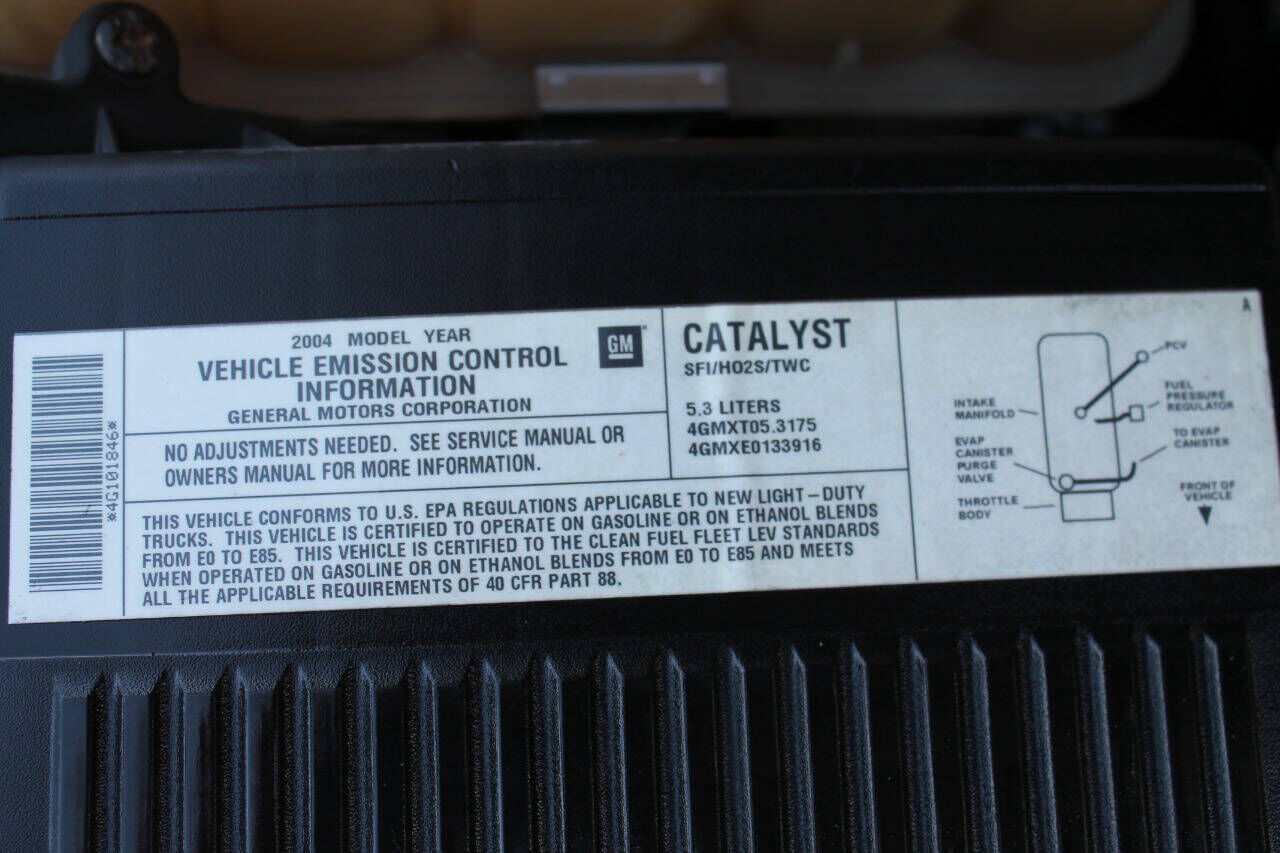 *4G101846*
2004 MODEL YEAR
VEHICLE EMISSION CONTROL
INFORMATION
GENERAL MOTORS CORPORATION
GM
NO ADJUSTMENTS NEEDED. SEE SERVICE MANUAL OR
OWNERS MANUAL FOR MORE INFORMATION.
CATALYST
SFI/HO2S/TWC
5.3 LITERS
4GMXT05.3175
4GMXE0133916
THIS VEHICLE CONFORMS TO U.S. EPA REGULATIONS APPLICABLE TO NEW LIGHT-DUTY
TRUCKS. THIS VEHICLE IS CERTIFIED TO OPERATE ON GASOLINE OR ON ETHANOL BLENDS
FROM E0 TO E85. THIS VEHICLE IS CERTIFIED TO THE CLEAN FUEL FLEET LEV STANDARDS
WHEN OPERATED ON GASOLINE OR ON ETHANOL BLENDS FROM E0 TO E85 AND MEETS
ALL THE APPLICABLE REQUIREMENTS OF 40 CFR PART 88.
A
INTAKE
MANIFOLD
EVAP
CANISTER
PURGE
VALVE
THROTTLE
BODY
PCV
FUEL
PRESSURE
REGULATOR
TO EVAP
CANISTER
FRONT OF
VEHICLE